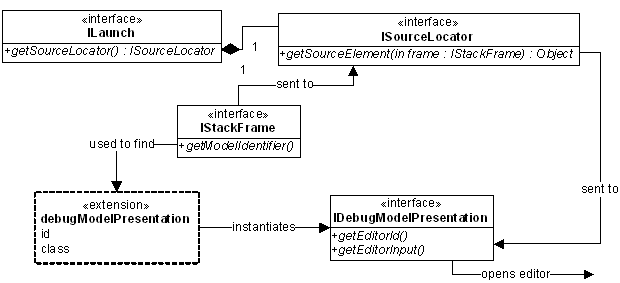 «interface»
ILaunch
+getSourceLocator() : ISourceLocator
1
1
«interface»
ISourceLocator
+getSourceElement(in frame : IStackFrame) : Object
sent to
«interface»
IStackFrame
+getModelIdentifier()
used to find
sent to
«extension»
debugModelPresentation
id
class
instantiates
«interface»
IDebugModelPresentation
+getEditorId()
+getEditorInput()
opens editor